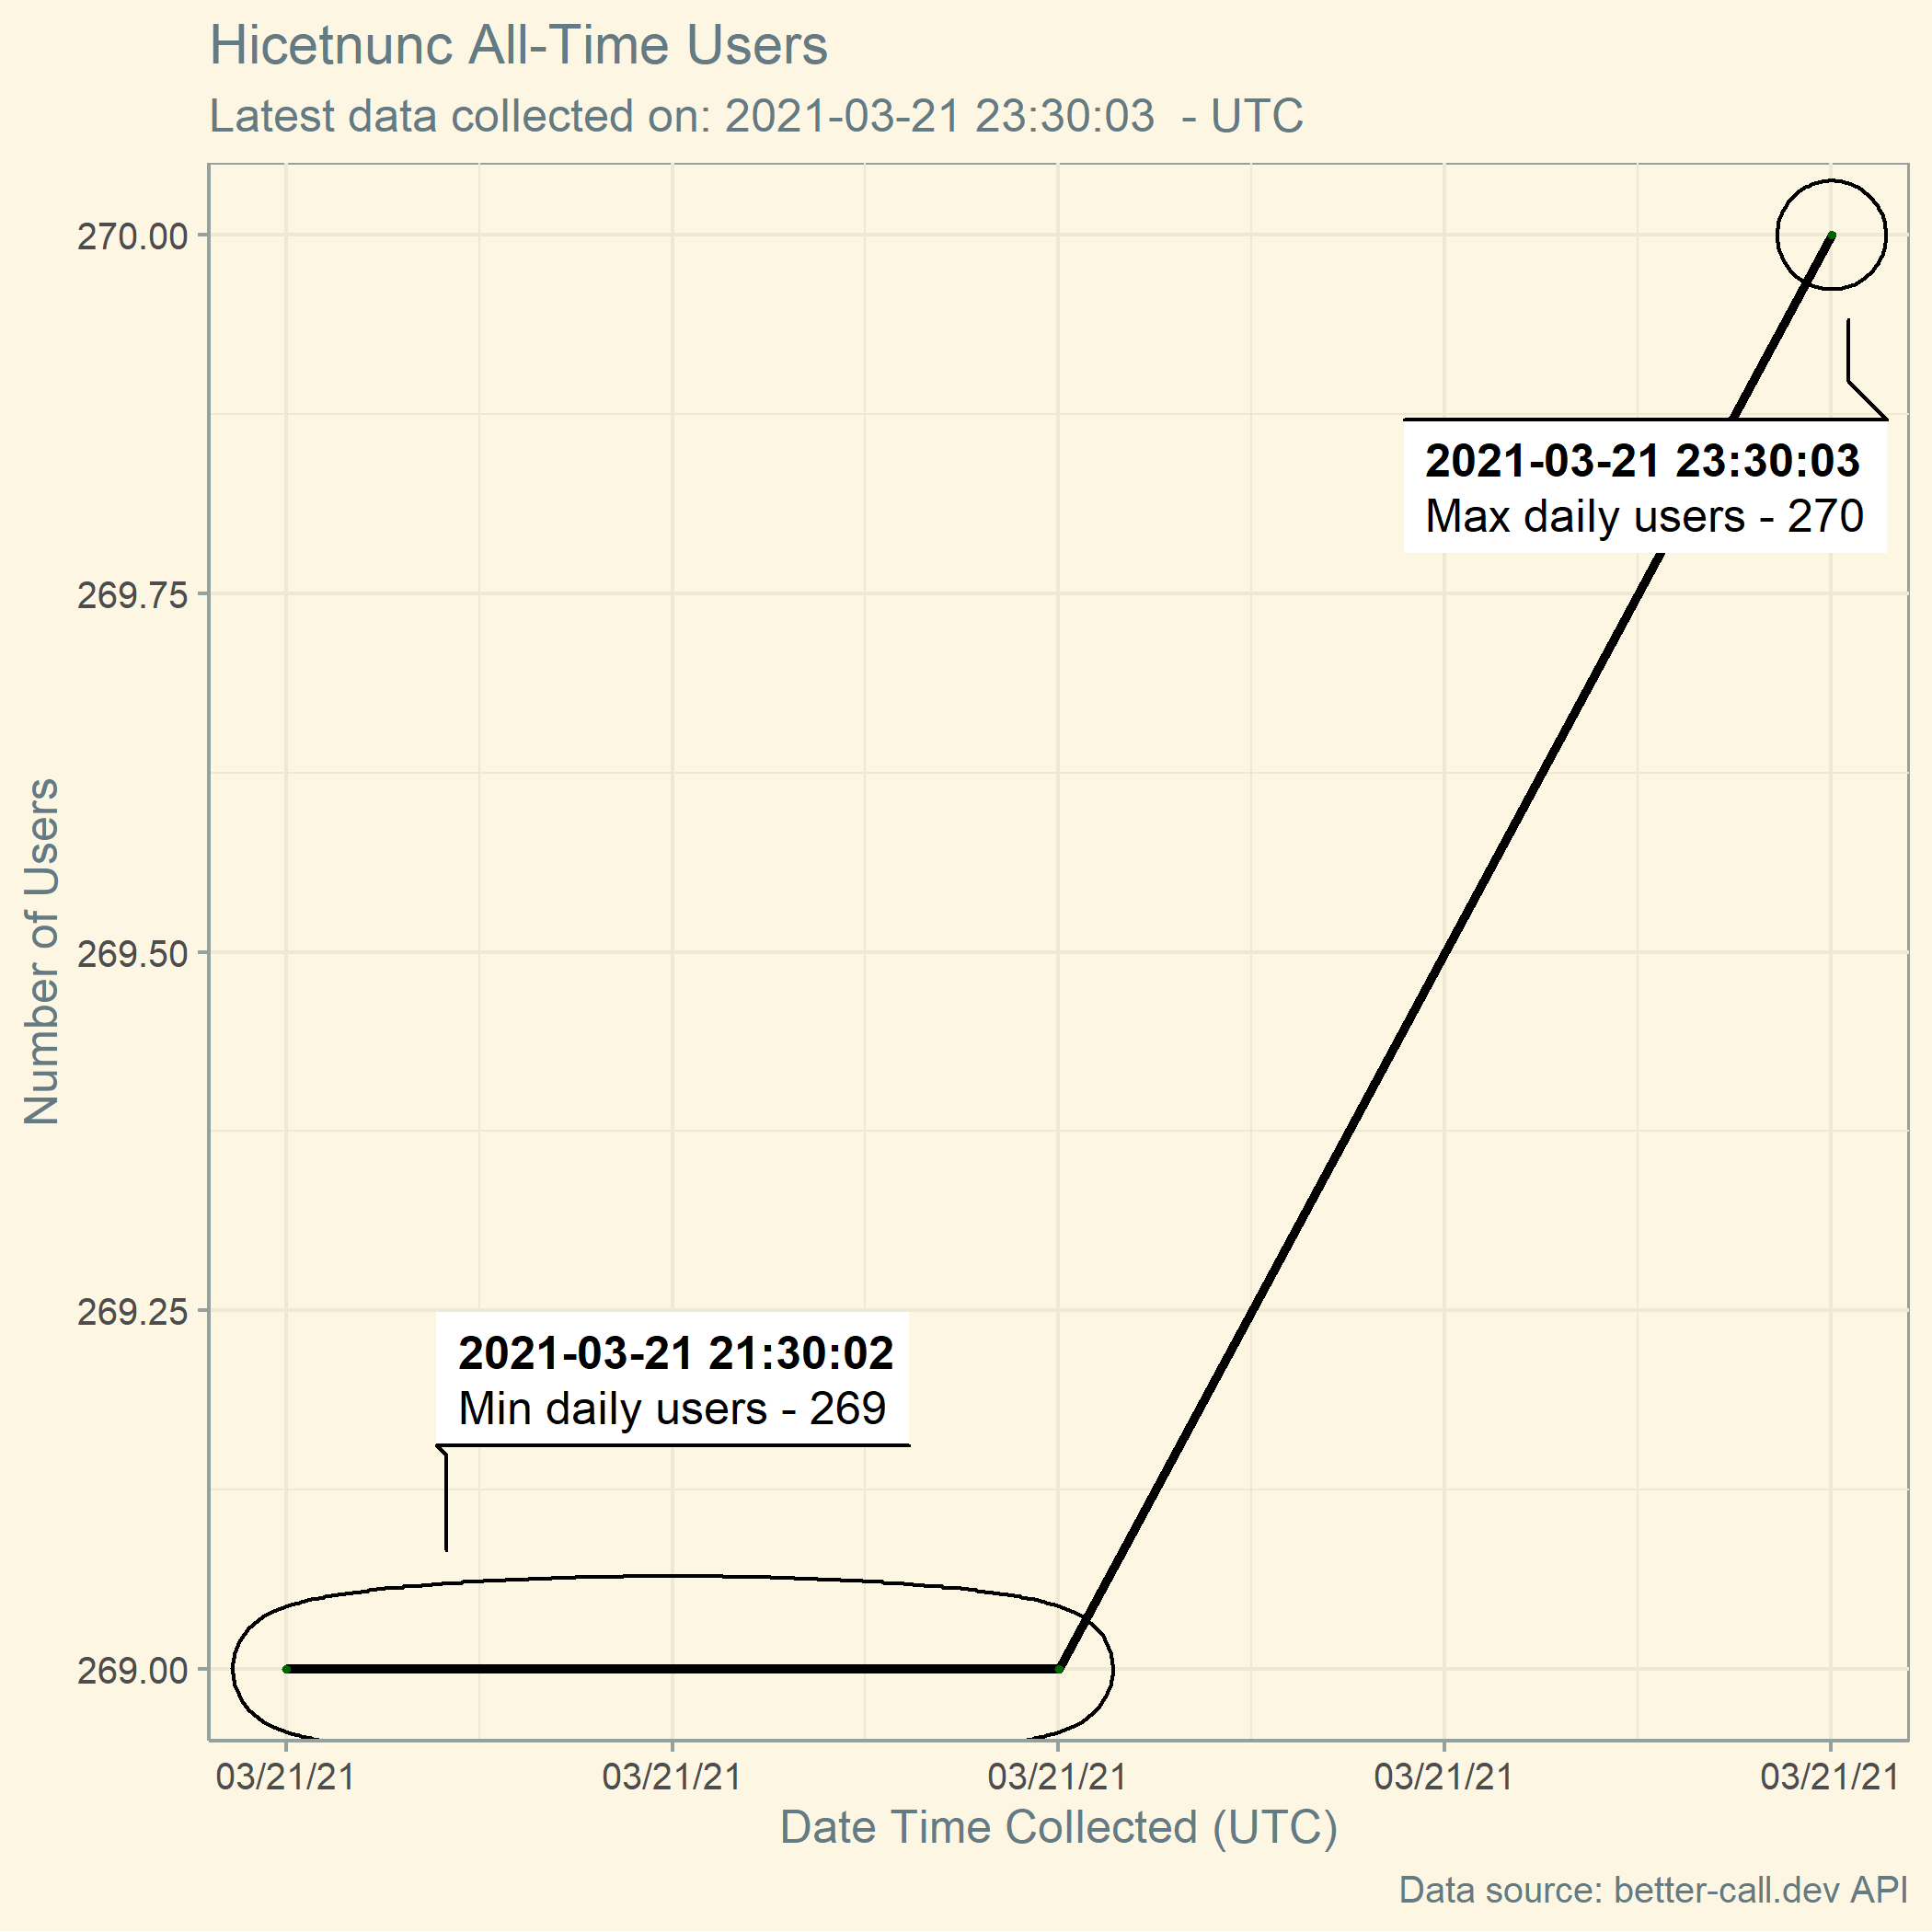 Hicetnunc All-Time Users
Latest data collected on: 2021-03-21 23:30:03  - UTC
Number of Users
270.00
269.75
269.50
269.25
269.00
2021-03-21 23:30:03
Max daily users - 270
2021-03-21 21:30:02
Min daily users - 269
03/21/21 03/21/21 03/21/21 03/21/21 03/21/21
Date Time Collected (UTC)
Data source: better-call.dev API